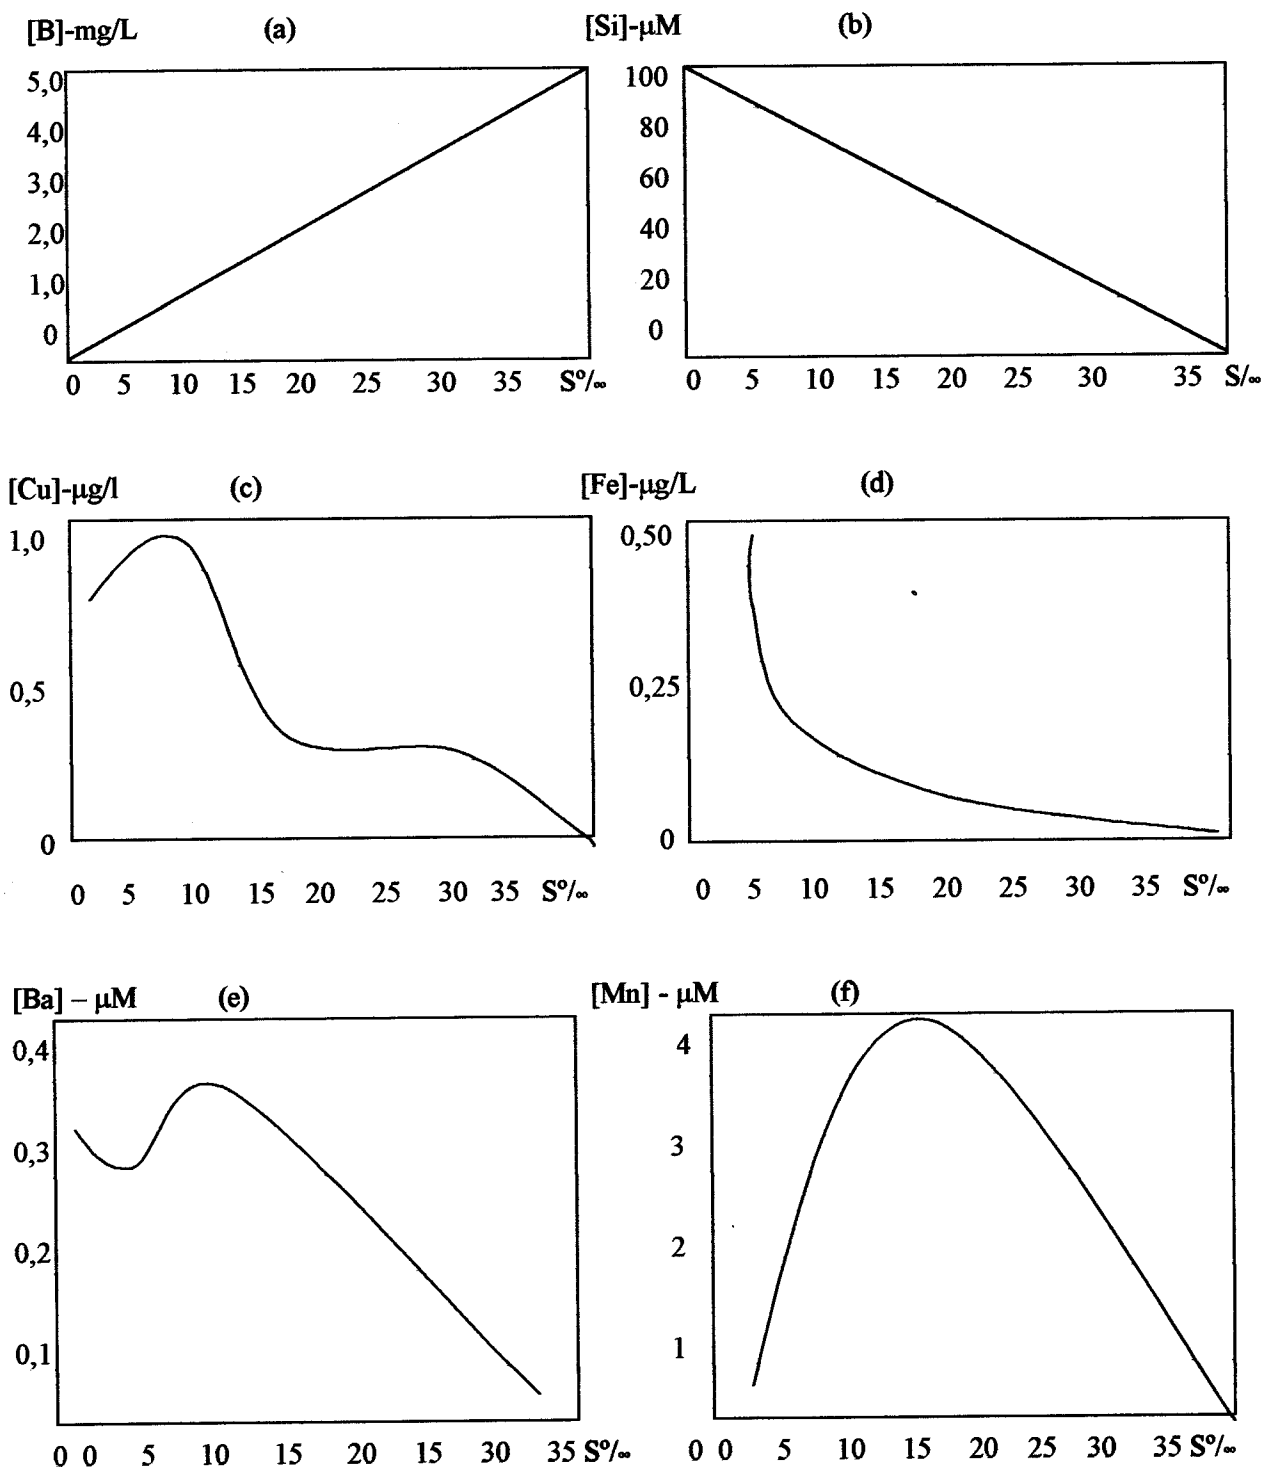 [B]-mg/L (a)
5,0
4,0
3,0
2,0
1,0
0
0 5 10 15 20 25 30 35 Sº/∞
[Si]-µM (b)
100
80
60
40
20
0
0 5 10 15 20 25 30 35 S/∞
[Cu]-µg/l (c)
1,0
0,5
0
0 5 10 15 20 25 30 35 Sº/∞
[Fe]-µg/L (d)
0,50
0,25
0
0 5 10 15 20 25 30 35 Sº/∞
[Ba] – µM (e)
0,4
0,3
0,2
0,1
0 0 5 10 15 20 15 30 35 Sº/∞
[Mn] - µM (f)
4
3
2
1
0 0 5 10 15 20 25 30 35 Sº/∞